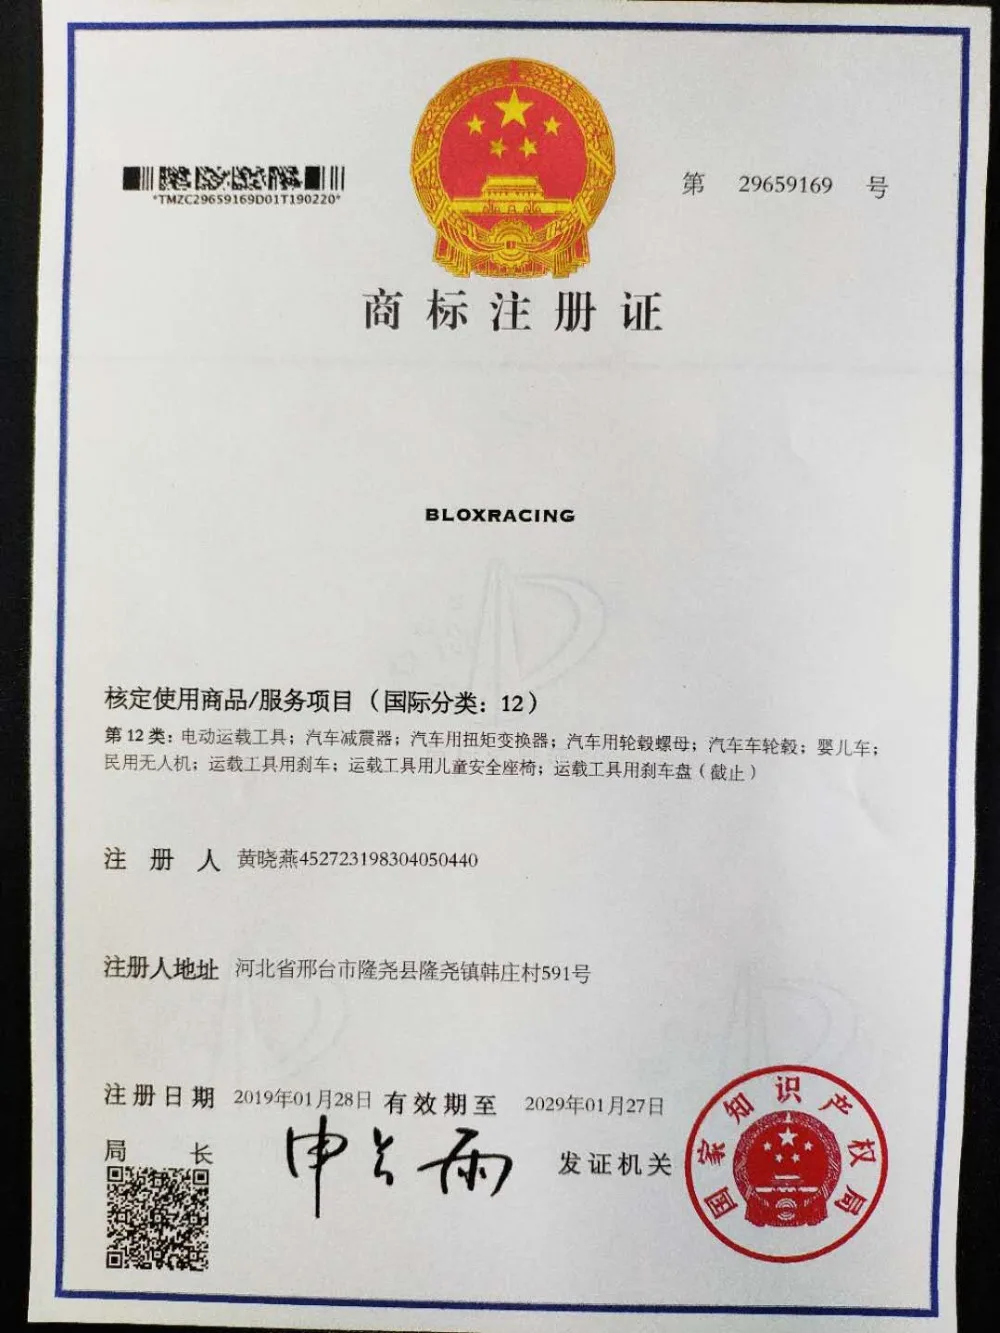 *TMZC29659169D01T190220*
第 29659169 号
商标注册证
BLOXRACING
核定使用商品/服务项目（国际分类：12）
第 12 类：电动运载工具；汽车减震器；汽车用扭矩变换器；汽车用轮毂螺母；汽车车轮毂；婴儿车；
民用无人机；运载工具用刹车；运载工具用儿童安全座椅；运载工具用刹车盘（截止）
注 册 人 黄晓燕452723198304050440
注册人地址 河北省邢台市隆尧县隆尧镇韩庄村591号
注册日期 2019年01月28日 有效期至 2029年01月27日
局 长 申长雨 发证机关
国家知识产权局